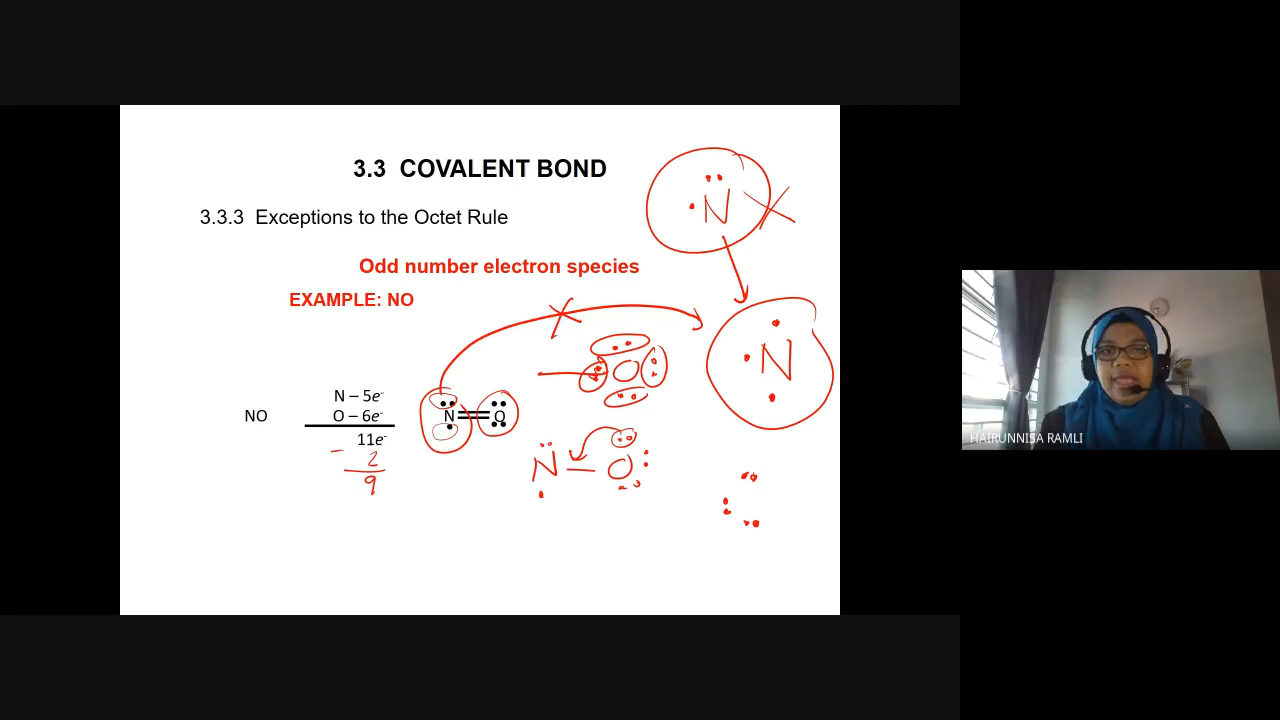 3.3 COVALENT BOND
3.3.3 Exceptions to the Octet Rule
Odd number electron species
EXAMPLE: NO
N – 5e-
NO
O – 6e-
11e-
- 2
9
N = O
N – O
O
N
N
HAIRUNNISA RAMLI